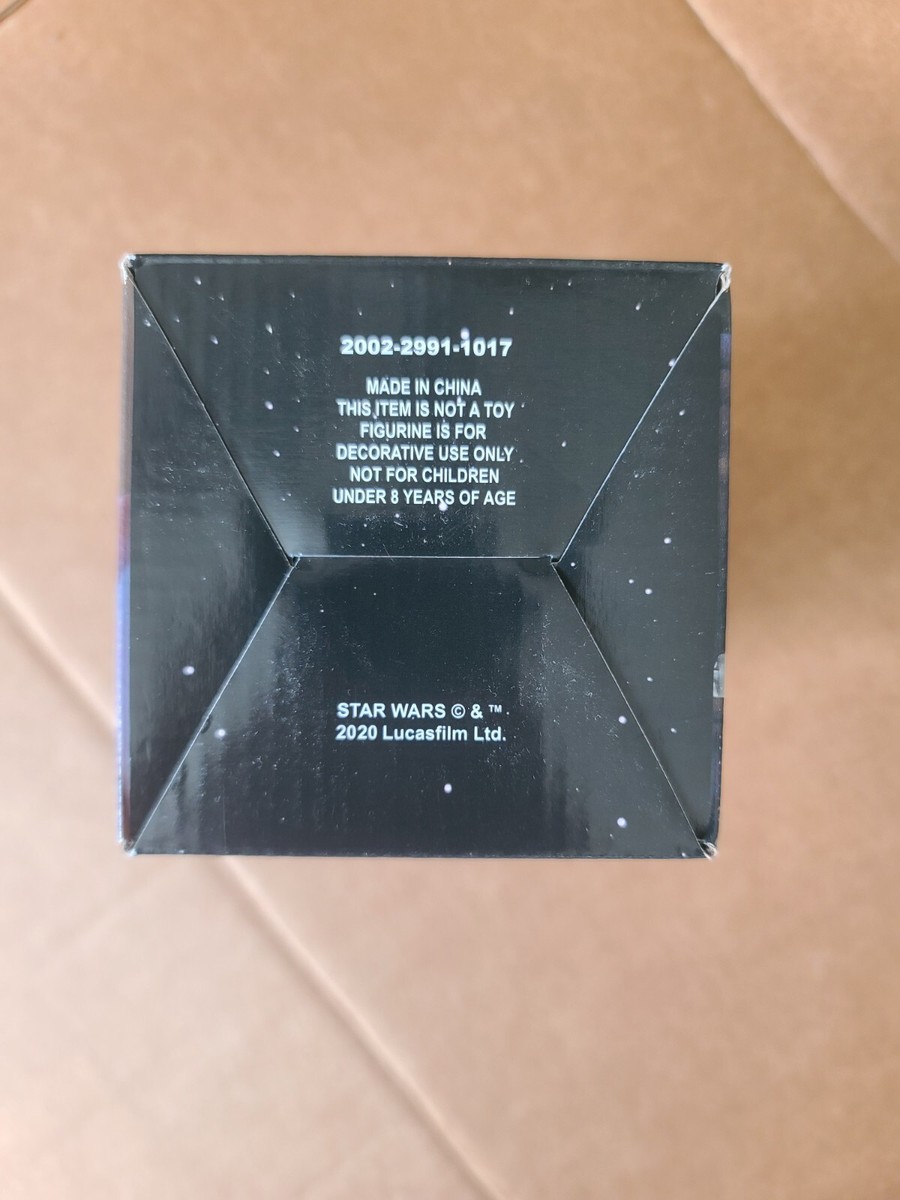 2002-2991-1017
MADE IN CHINA
THIS ITEM IS NOT A TOY
FIGURINE IS FOR
DECORATIVE USE ONLY
NOT FOR CHILDREN
UNDER 8 YEARS OF AGE
STAR WARS © & ™
2020 Lucasfilm Ltd.